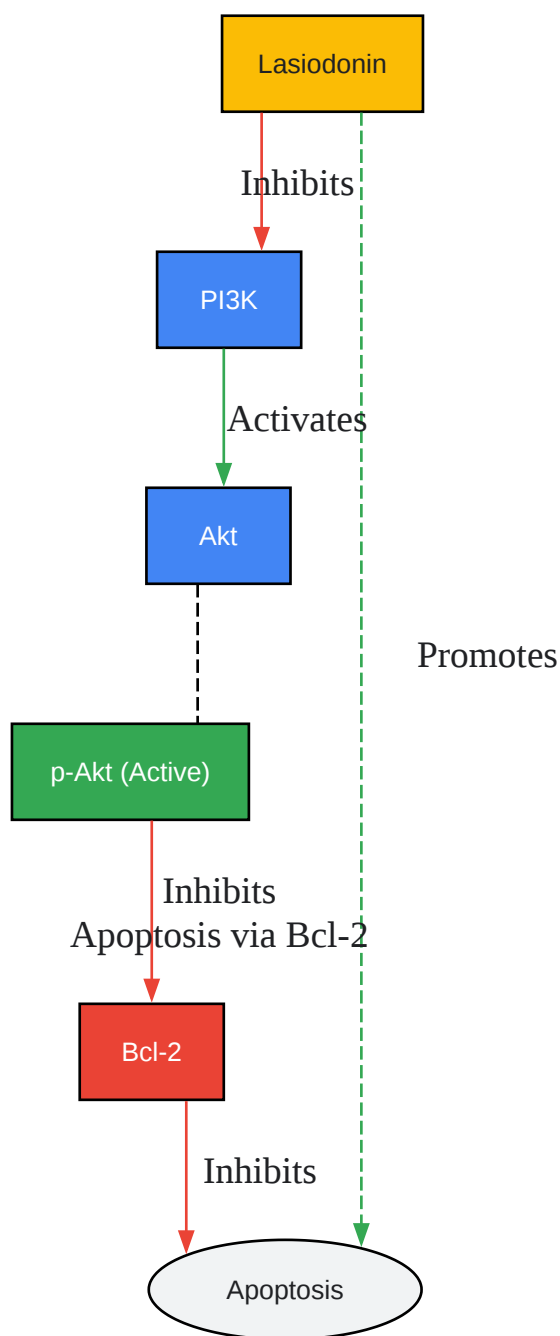 Lasiodonin
Inhibits
PI3K
Activates
Akt
Promotes
p-Akt (Active)
Inhibits
Apoptosis via Bcl-2
Bcl-2
Inhibits
Apoptosis